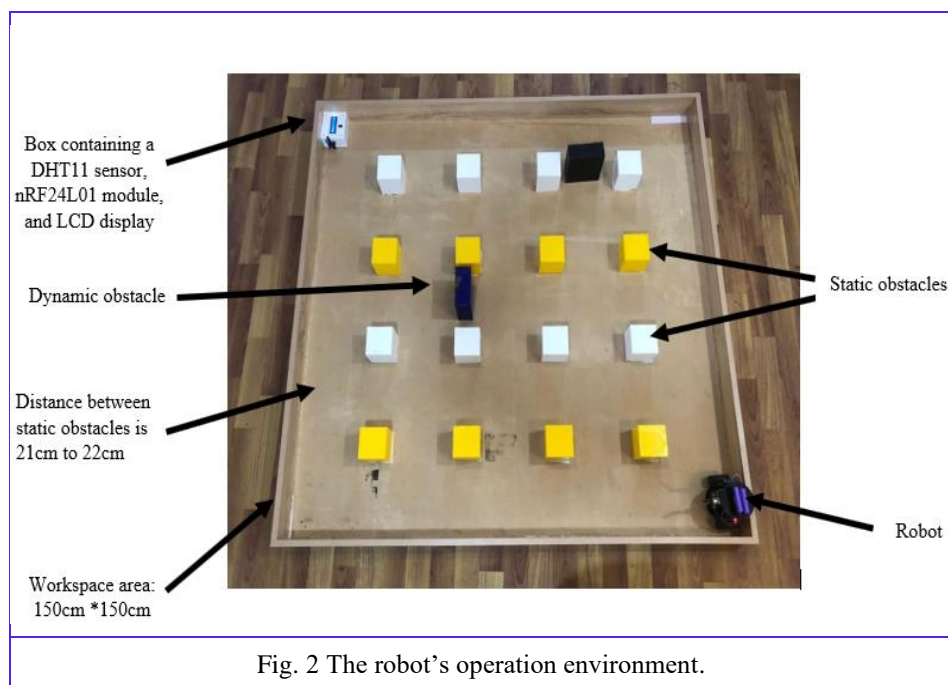 Box containing a
DHT11 sensor,
nRF24L01 module,
and LCD display
Dynamic obstacle
Static obstacles
Distance between
static obstacles is
21cm to 22cm
Robot
Workspace area:
150cm *150cm
Fig. 2 The robot’s operation environment.